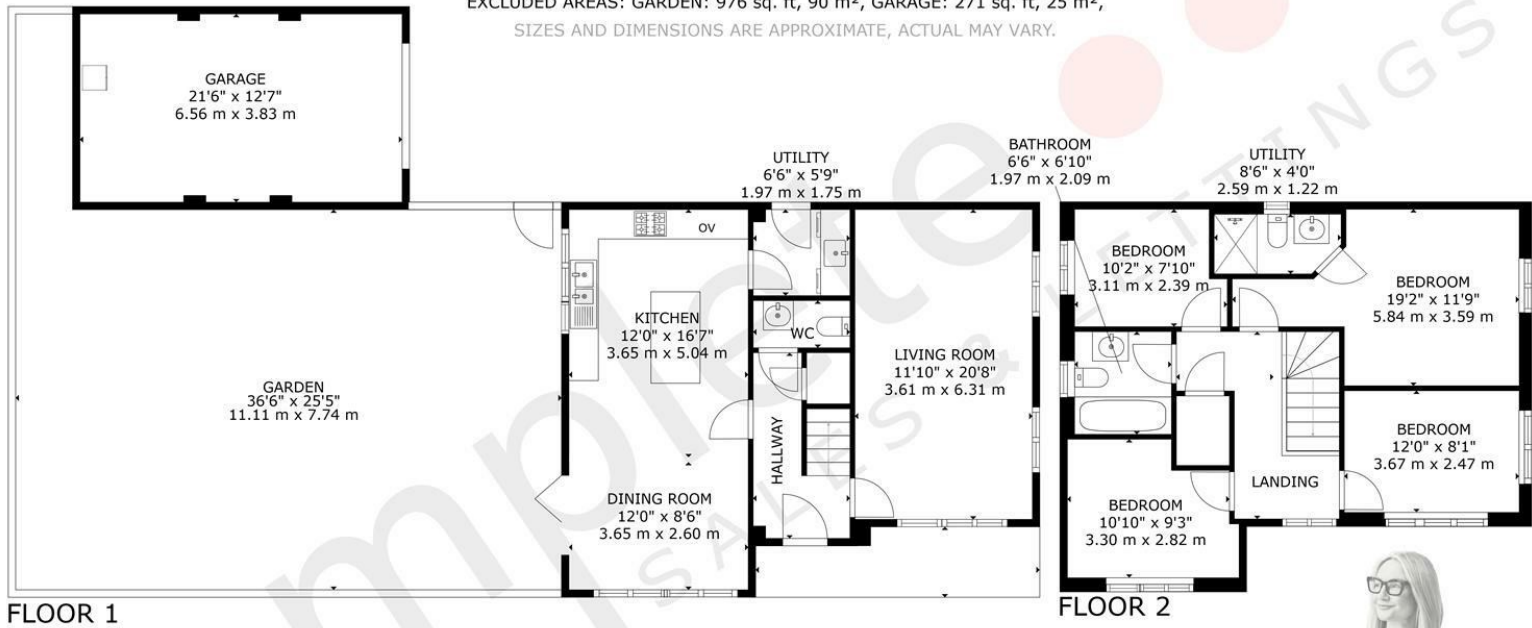 EXCLUDED AREAS: GARDEN: 976 sq. ft, 90 m², GARAGE: 271 sq. ft, 25 m²,
SIZES AND DIMENSIONS ARE APPROXIMATE, ACTUAL MAY VARY.
GARAGE
21'6" x 12'7"
6.56 m x 3.83 m
GARDEN
36'6" x 25'5"
11.11 m x 7.74 m
OV
KITCHEN
12'0" x 16'7"
3.65 m x 5.04 m
DINING ROOM
12'0" x 8'6"
3.65 m x 2.60 m
UTILITY
6'6" x 5'9"
1.97 m x 1.75 m
WC
HALLWAY
LIVING ROOM
11'10" x 20'8"
3.61 m x 6.31 m
FLOOR 1
BATHROOM
6'6" x 6'10"
1.97 m x 2.09 m
UTILITY
8'6" x 4'0"
2.59 m x 1.22 m
BEDROOM
10'2" x 7'10"
3.11 m x 2.39 m
BEDROOM
19'2" x 11'9"
5.84 m x 3.59 m
BEDROOM
12'0" x 8'1"
3.67 m x 2.47 m
LANDING
BEDROOM
10'10" x 9'3"
3.30 m x 2.82 m
FLOOR 2
mplete
SALES & LETTINGS